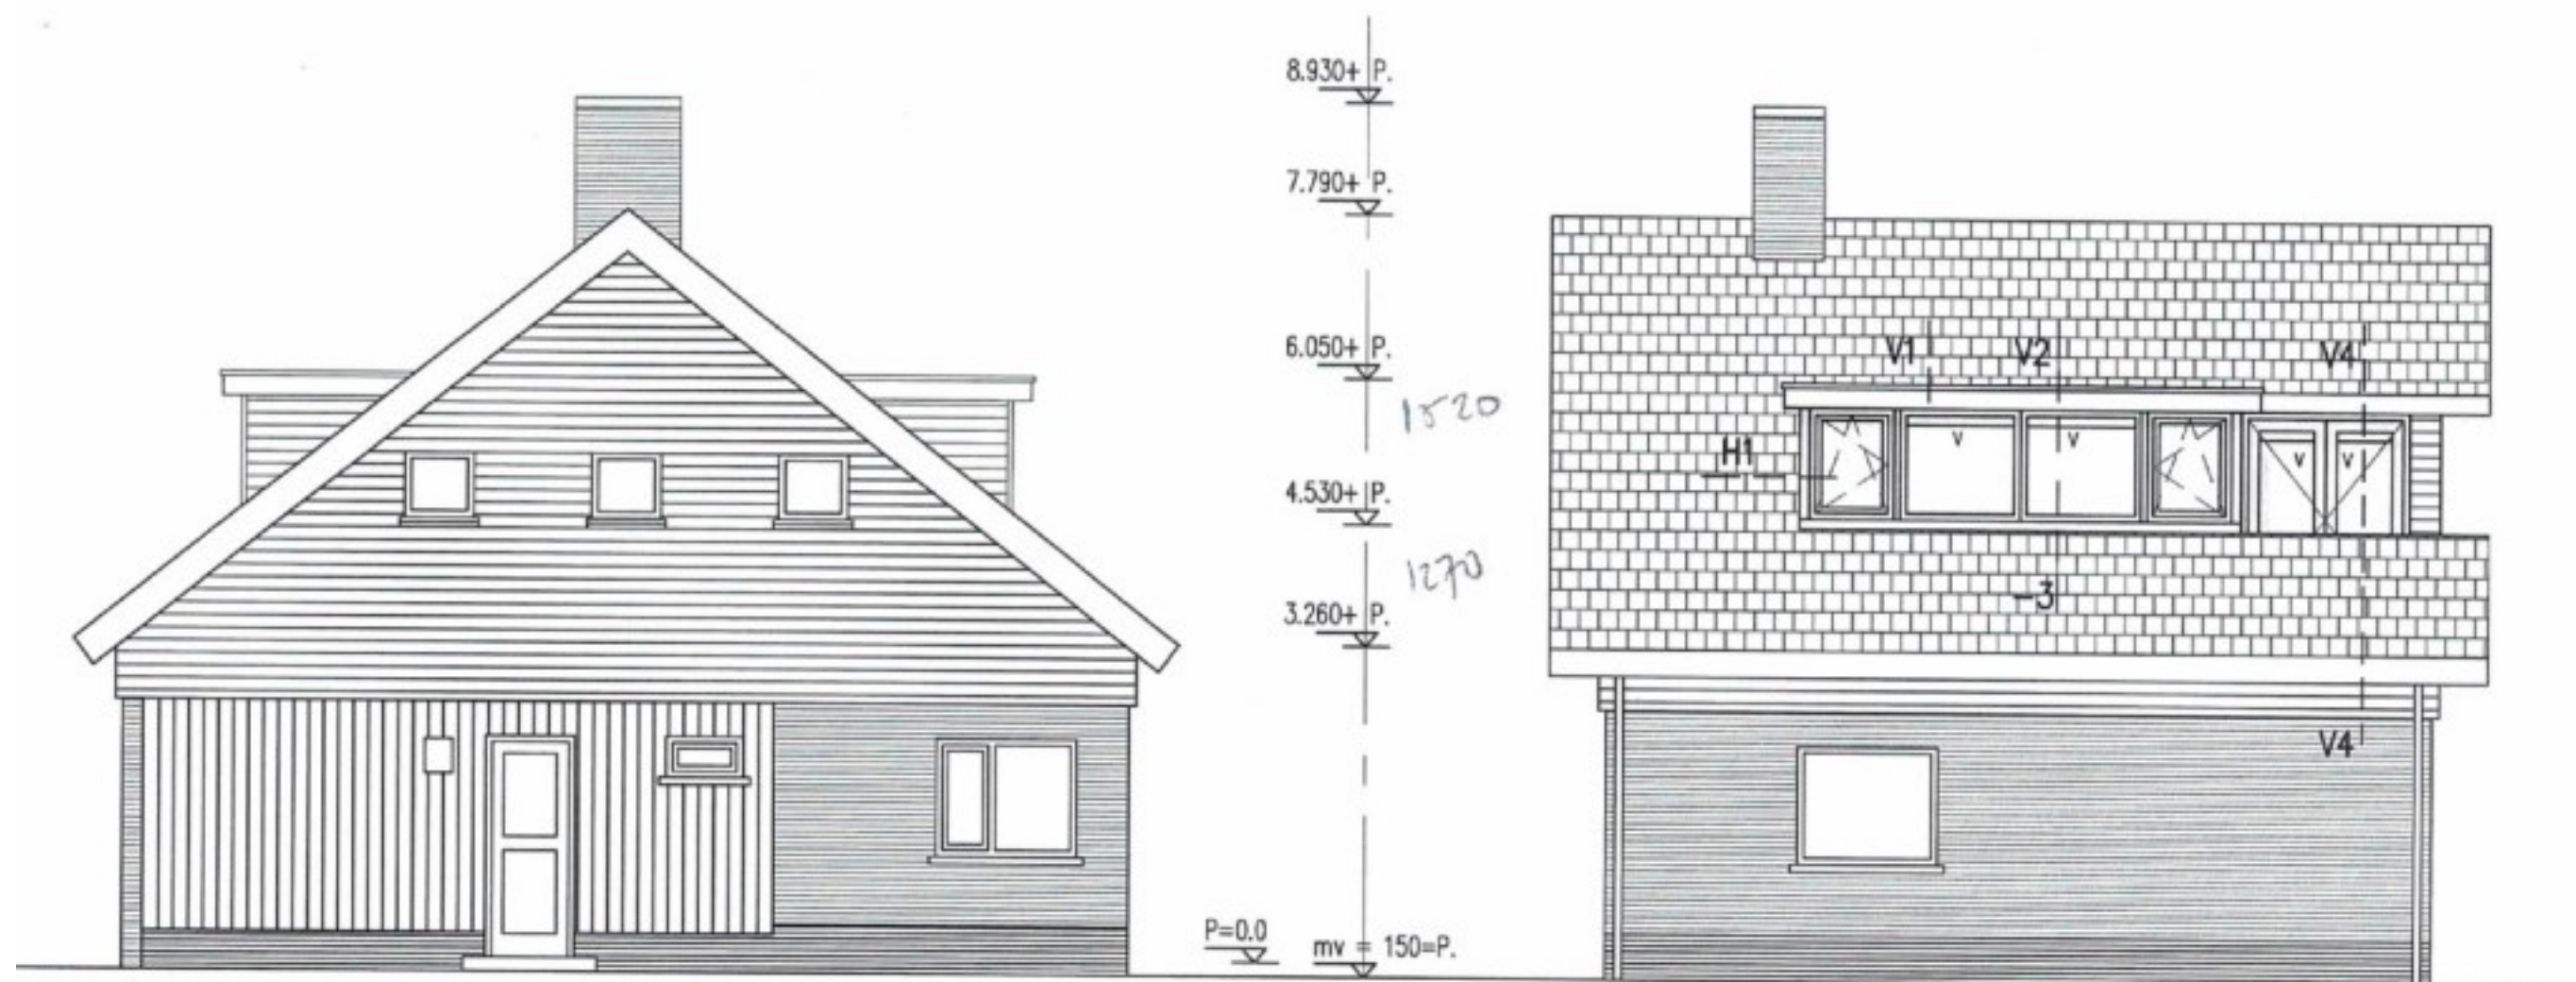 8.930+ P.
7.790+ P.
6.050+ P.
1520
4.530+ P.
1270
3.260+ P.
P=0.0
mv = 150=P.
V1
V2
V4
H1
V
V
V
V
-3
V4